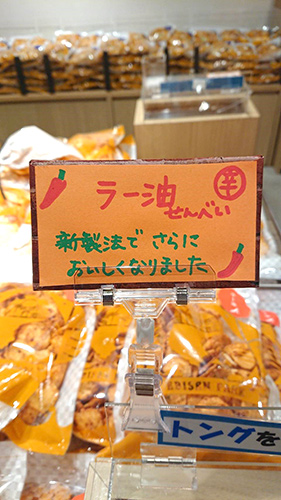 ラー油
辛
せんべい
新製法で さらに
おいしくなりました
トングを